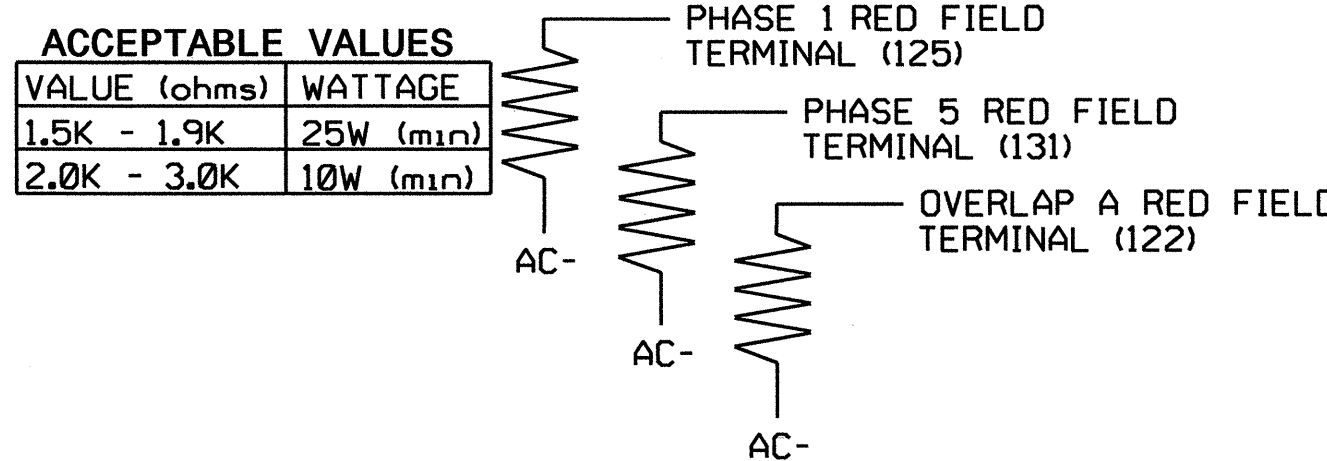 ACCEPTABLE VALUES
VALUE (ohms) WATTAGE
1.5K - 1.9K 25W (min)
2.0K - 3.0K 10W (min)
PHASE 1 RED FIELD
TERMINAL (125)
AC-
PHASE 5 RED FIELD
TERMINAL (131)
AC-
OVERLAP A RED FIELD
TERMINAL (122)
AC-